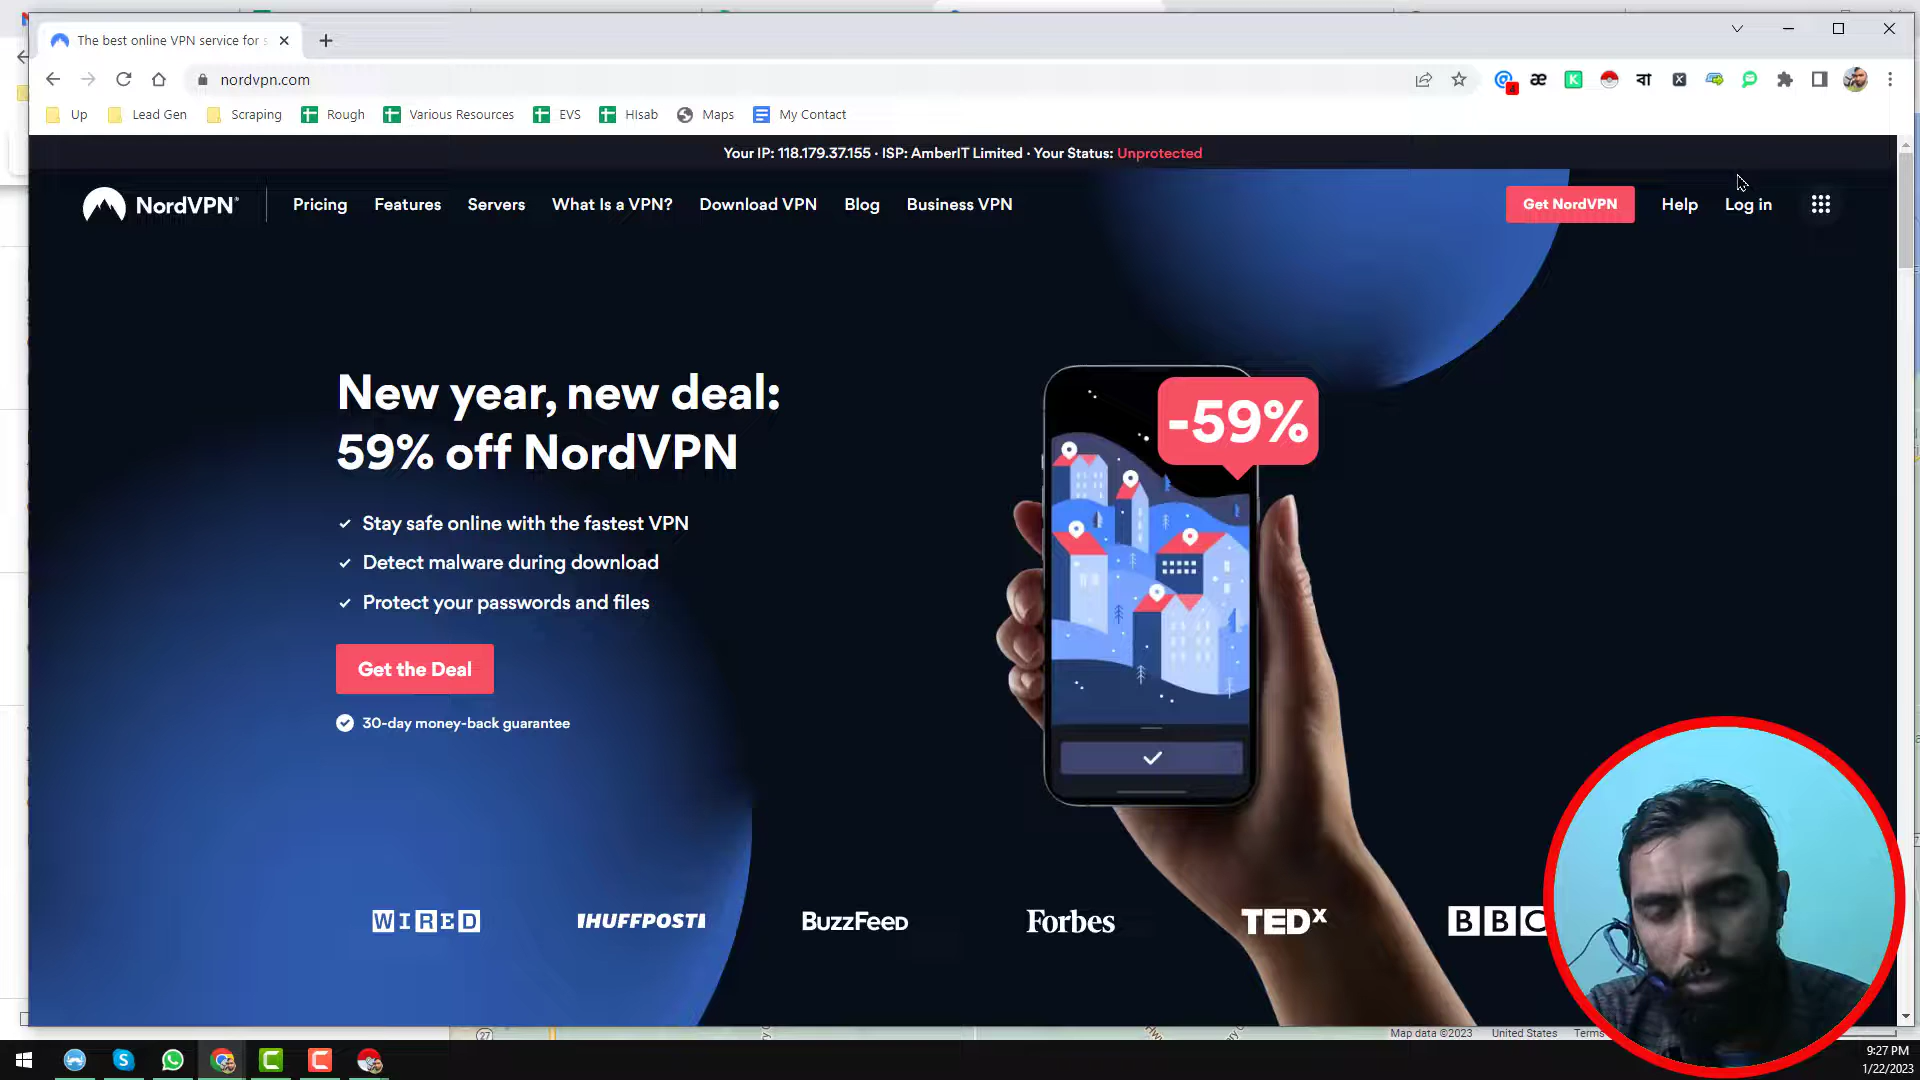 The best online VPN service for s
nordvpn.com
4
æ
K
বা
X
Up
Lead Gen
Scraping
Rough
Various Resources
EVS
HIsab
Maps
My Contact
Your IP: 118.179.37.155 · ISP: AmberIT Limited · Your Status: Unprotected
NordVPN®
Pricing
Features
Servers
What Is a VPN?
Download VPN
Blog
Business VPN
Get NordVPN
Help
Log in
New year, new deal:
59% off NordVPN
-59%
Stay safe online with the fastest VPN
Detect malware during download
Protect your passwords and files
Get the Deal
30-day money-back guarantee
WIRED
IHUFFPOSTI
BuzzFeed
Forbes
TEDx
BBC
27
Map data ©2023
United States
Terms
9:27 PM
1/22/2023